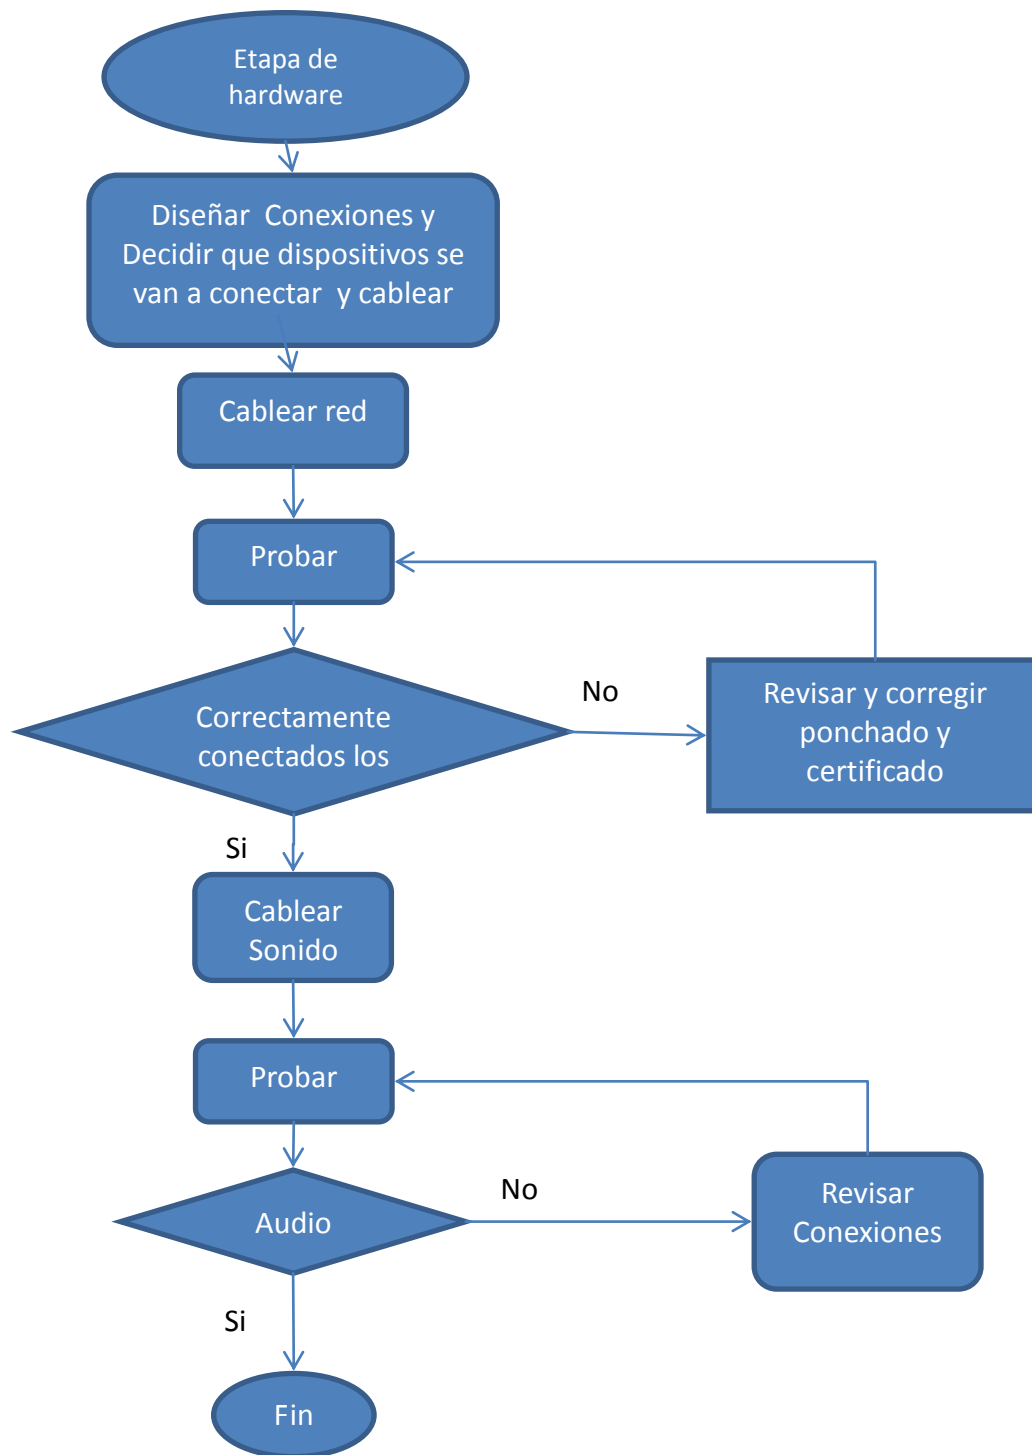 Etapa de
hardware
Diseñar  Conexiones y
Decidir que dispositivos se
van a conectar  y cablear
Cablear red
Probar
Correctamente
conectados los
No
Revisar y corregir
ponchado y
certificado
Si
Cablear
Sonido
Probar
Audio
No
Revisar
Conexiones
Si
Fin